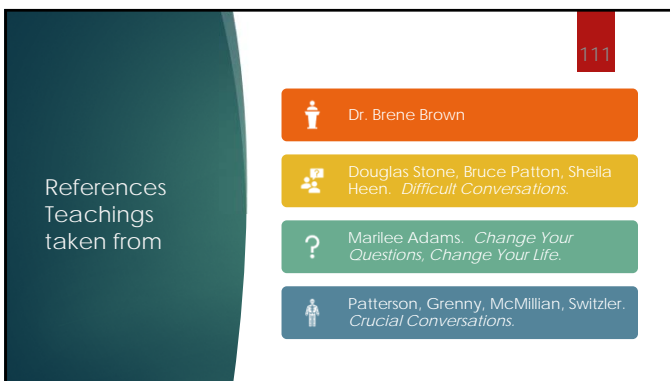 111
References
Teachings
taken from
Dr. Brene Brown
Douglas Stone, Bruce Patton, Sheila
Heen.  Difficult Conversations.
?
Marilee Adams.  Change Your
Questions, Change Your Life.
?
Patterson, Grenny, McMillian, Switzler.
Crucial Conversations.